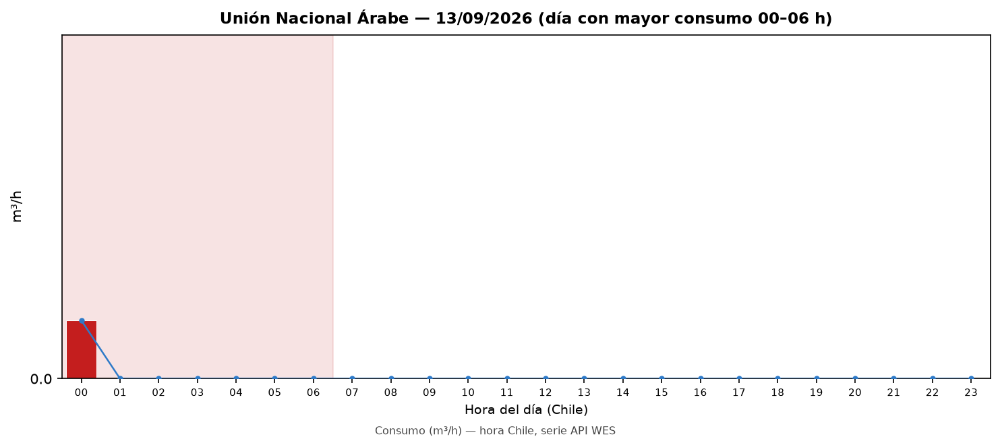 Unión Nacional Árabe — 13/09/2026 (día con mayor consumo 00–06 h)
m³/h
0.0
00 01 02 03 04 05 06 07 08 09 10 11 12 13 14 15 16 17 18 19 20 21 22 23
Hora del día (Chile)
Consumo (m³/h) — hora Chile, serie API WES